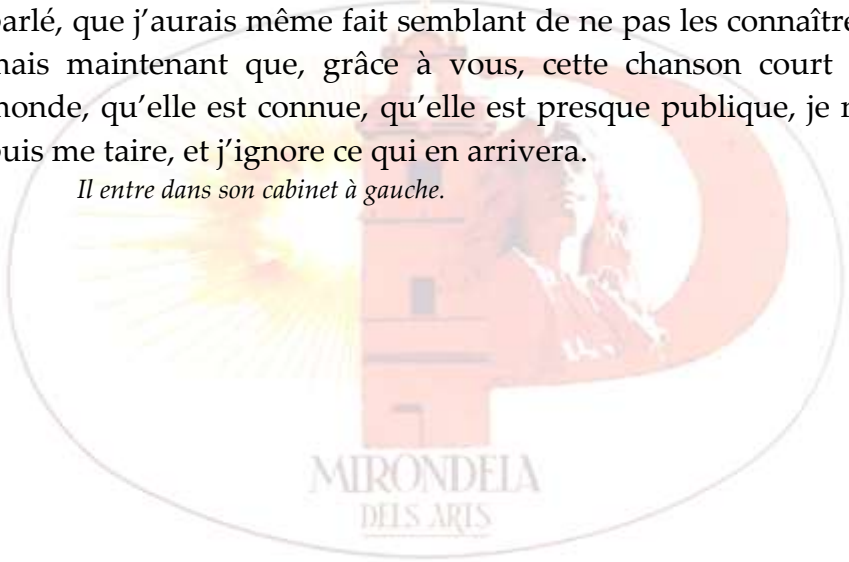 parlé, que j’aurais même fait semblant de ne pas les connaître
mais maintenant que, grâce à vous, cette chanson court
monde, qu’elle est connue, qu’elle est presque publique, je
puis me taire, et j’ignore ce qui en arrivera.
Il entre dans son cabinet à gauche.
MIRONDELA
DELS ARTS